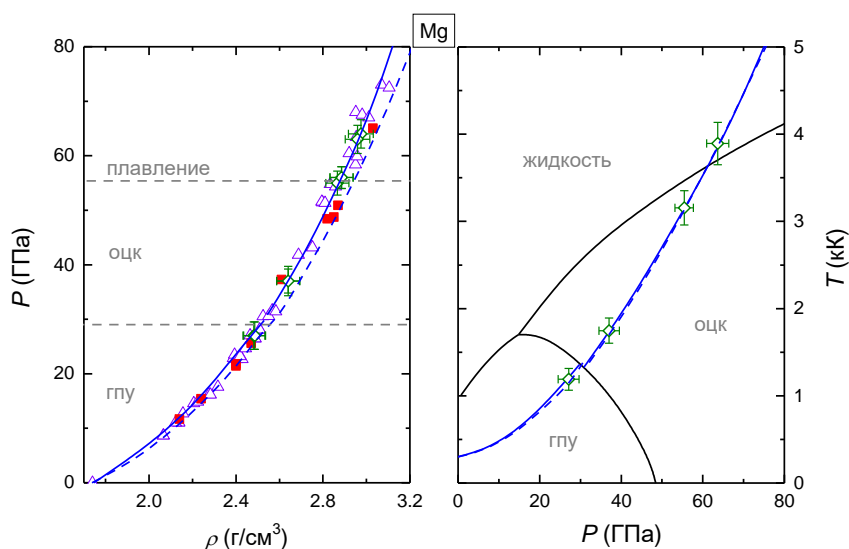 Mg
80
60
40
20
0
P (ГПа)
плавление
оцк
гпу
2.0
2.4
2.8
3.2
ρ (г/см³)
5
4
3
2
1
0
T (кК)
жидкость
оцк
гпу
0
20
40
60
80
P (ГПа)